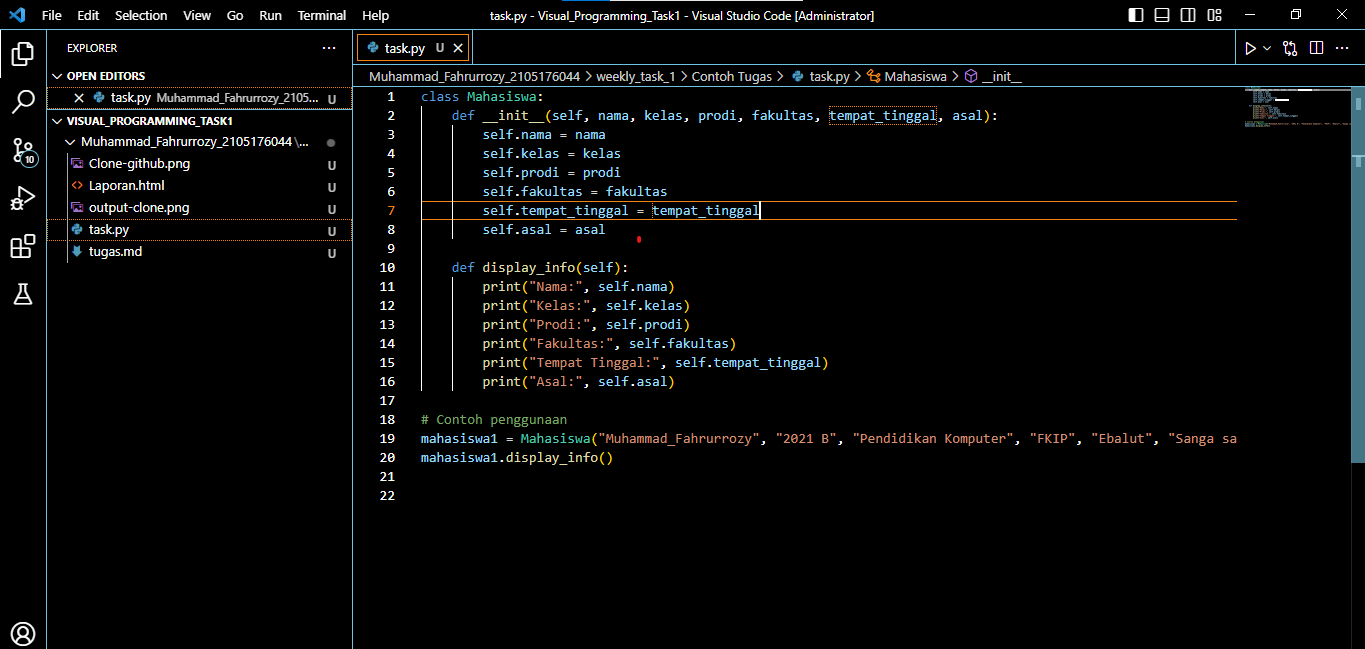 File Edit Selection View Go Run Terminal Help task.py - Visual_Programming_Task1 - Visual Studio Code [Administrator]
EXPLORER
OPEN EDITORS
task.py Muhammad_Fahrurrozy_2105... U
VISUAL_PROGRAMMING_TASK1
Muhammad_Fahrurrozy_2105176044\...
Clone-github.png U
Laporan.html U
output-clone.png U
task.py U
tugas.md U
10
task.py U
Muhammad_Fahrurrozy_2105176044 > weekly_task_1 > Contoh Tugas > task.py > Mahasiswa > __init__
1 class Mahasiswa:
2 def __init__(self, nama, kelas, prodi, fakultas, tempat_tinggal, asal):
3 self.nama = nama
4 self.kelas = kelas
5 self.prodi = prodi
6 self.fakultas = fakultas
7 self.tempat_tinggal = tempat_tinggal
8 self.asal = asal
9
10 def display_info(self):
11 print("Nama:", self.nama)
12 print("Kelas:", self.kelas)
13 print("Prodi:", self.prodi)
14 print("Fakultas:", self.fakultas)
15 print("Tempat Tinggal:", self.tempat_tinggal)
16 print("Asal:", self.asal)
17
18 # Contoh penggunaan
19 mahasiswa1 = Mahasiswa("Muhammad_Fahrurrozy", "2021 B", "Pendidikan Komputer", "FKIP", "Ebalut", "Sanga sa
20 mahasiswa1.display_info()
21
22